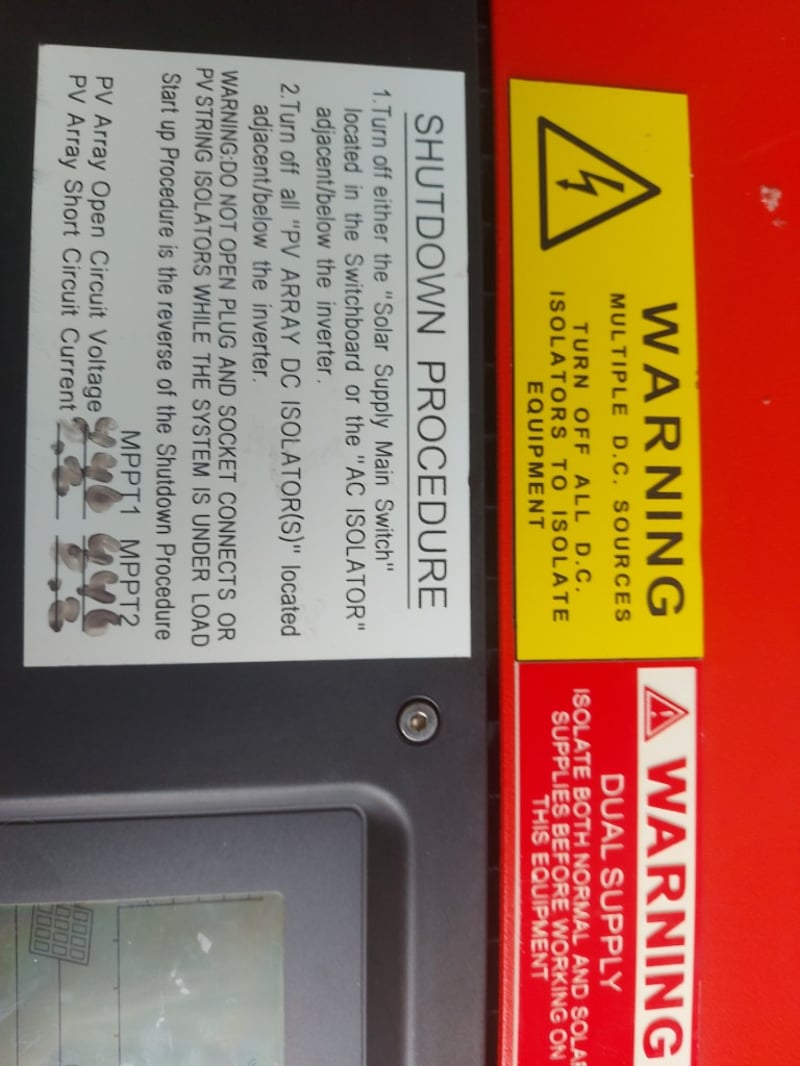 WARNING
MULTIPLE D.C. SOURCES
TURN OFF ALL D.C.
ISOLATORS TO ISOLATE
EQUIPMENT
WARNING
DUAL SUPPLY
ISOLATE BOTH NORMAL AND SOLAR
SUPPLIES BEFORE WORKING ON
THIS EQUIPMENT
SHUTDOWN PROCEDURE
1.Turn off either the "Solar Supply Main Switch"
located in the Switchboard or the "AC ISOLATOR"
adjacent/below the inverter.
2.Turn off all "PV ARRAY DC ISOLATOR(S)" located
adjacent/below the inverter.
WARNING:DO NOT OPEN PLUG AND SOCKET CONNECTS OR
PV STRING ISOLATORS WHILE THE SYSTEM IS UNDER LOAD
Start up Procedure is the reverse of the Shutdown Procedure
MPPT1 MPPT2
PV Array Open Circuit Voltage
PV Array Short Circuit Current